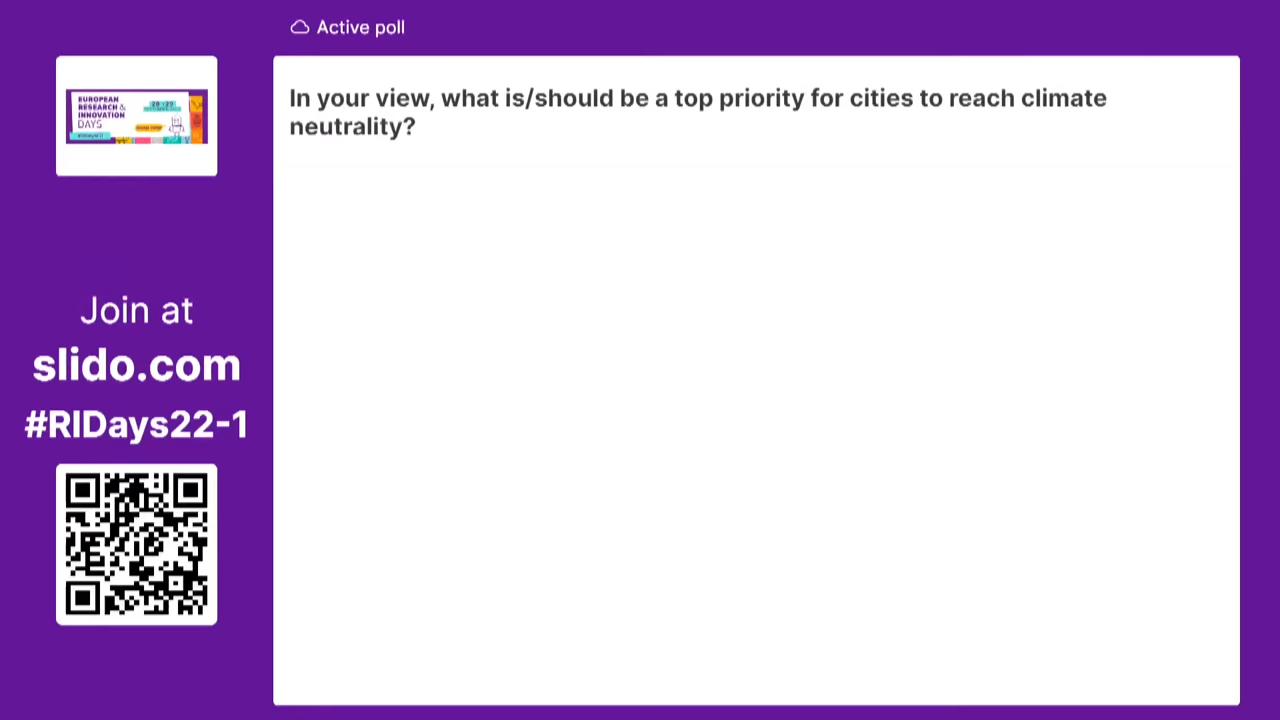 Active poll
EUROPEAN
RESEARCH &
INNOVATION
DAYS
In your view, what is/should be a top priority for cities to reach climate
neutrality?
Join at
slido.com
#RIDays22-1